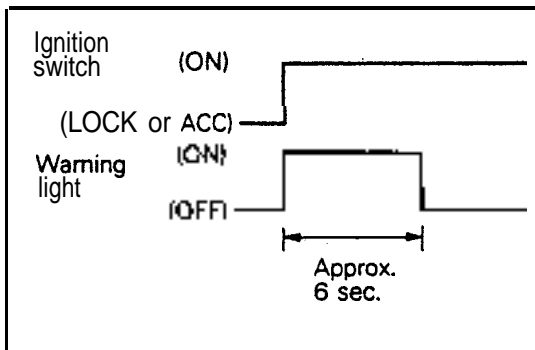 Ignition
switch (ON)
(LOCK or ACC)
Warning (ON)
light
(OFF)
Approx.
6 sec.